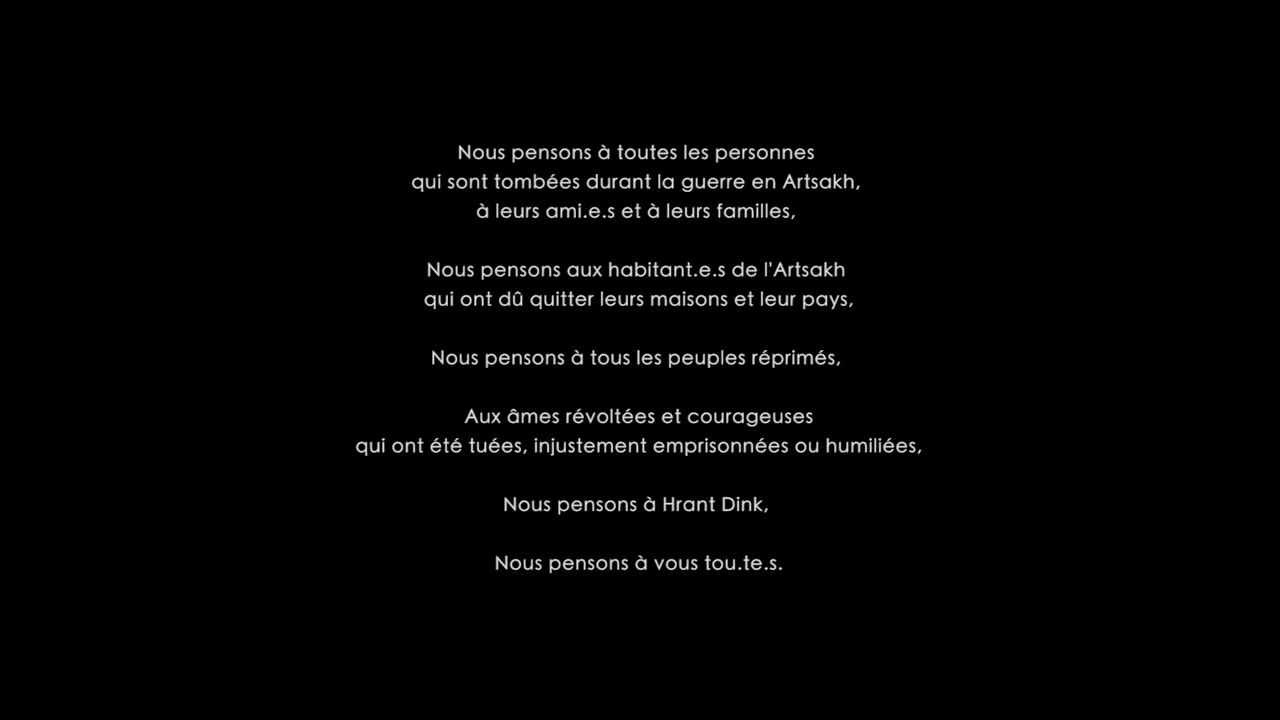 Nous pensons à toutes les personnes
qui sont tombées durant la guerre en Artsakh,
à leurs ami.e.s et à leurs familles,
Nous pensons aux habitant.e.s de l'Artsakh
qui ont dû quitter leurs maisons et leur pays,
Nous pensons à tous les peuples réprimés,
Aux âmes révoltées et courageuses
qui ont été tuées, injustement emprisonnées ou humiliées,
Nous pensons à Hrant Dink,
Nous pensons à vous tou.te.s.